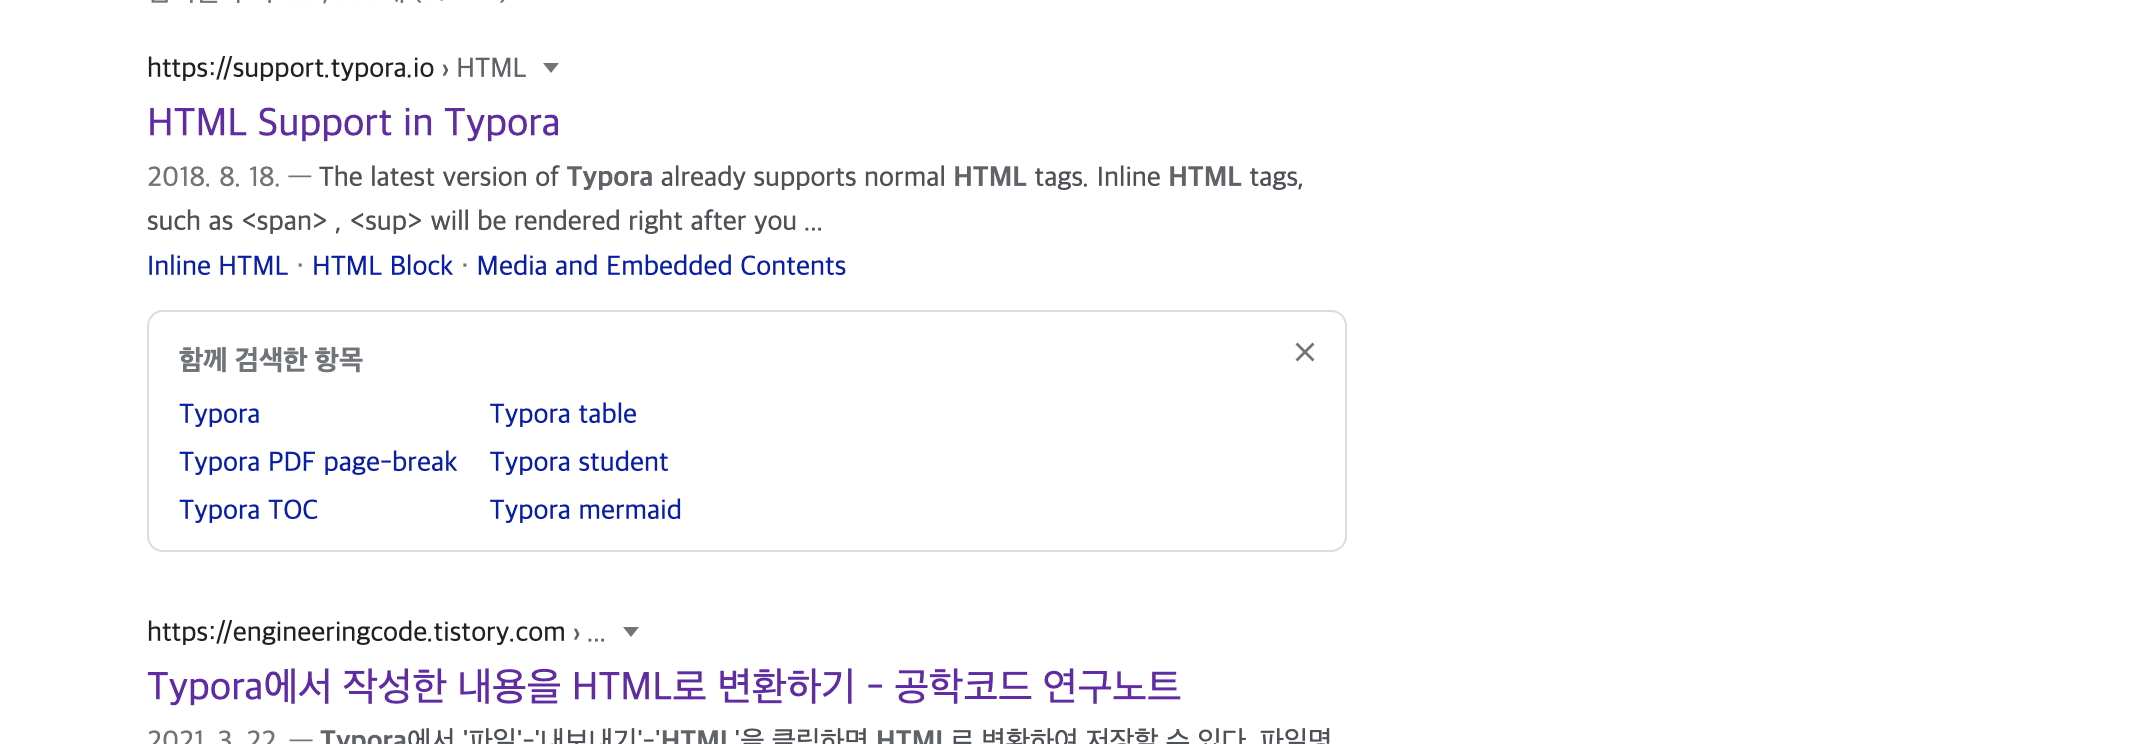 https://support.typora.io › HTML
HTML Support in Typora
2018. 8. 18. — The latest version of Typora already supports normal HTML tags. Inline HTML tags,
such as <span> , <sup> will be rendered right after you ...
Inline HTML · HTML Block · Media and Embedded Contents
함께 검색한 항목
Typora Typora table
Typora PDF page-break Typora student
Typora TOC Typora mermaid
https://engineeringcode.tistory.com › ...
Typora에서 작성한 내용을 HTML로 변환하기 - 공학코드 연구노트
2021. 3. 22. — Typora에서 '파일'-'내보내기'-'HTML'을 클릭하면 HTML로 변환하여 저장할 수 있다. 파일명